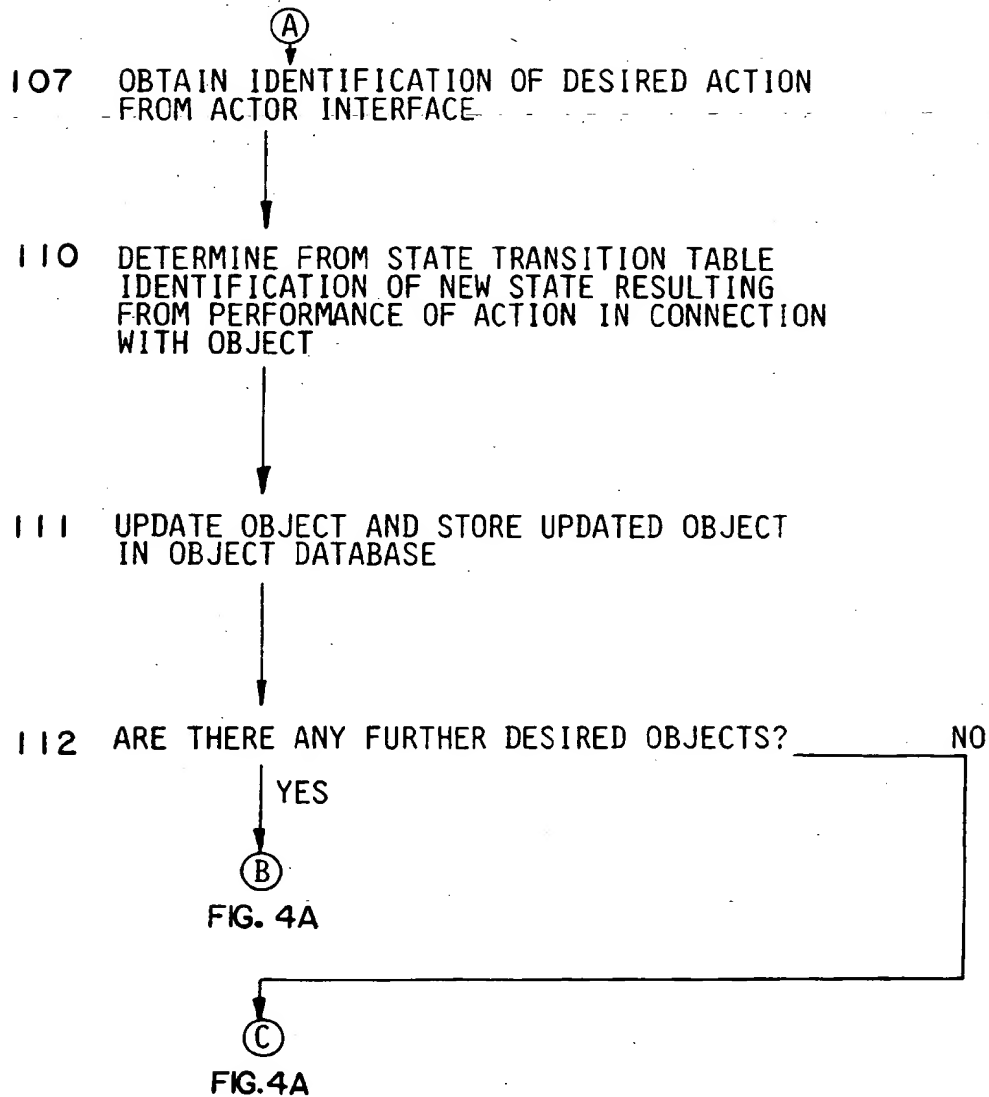 A
107 OBTAIN IDENTIFICATION OF DESIRED ACTION
FROM ACTOR INTERFACE
110 DETERMINE FROM STATE TRANSITION TABLE
IDENTIFICATION OF NEW STATE RESULTING
FROM PERFORMANCE OF ACTION IN CONNECTION
WITH OBJECT
111 UPDATE OBJECT AND STORE UPDATED OBJECT
IN OBJECT DATABASE
112 ARE THERE ANY FURTHER DESIRED OBJECTS? NO
YES
B
FIG. 4A
C
FIG.4A